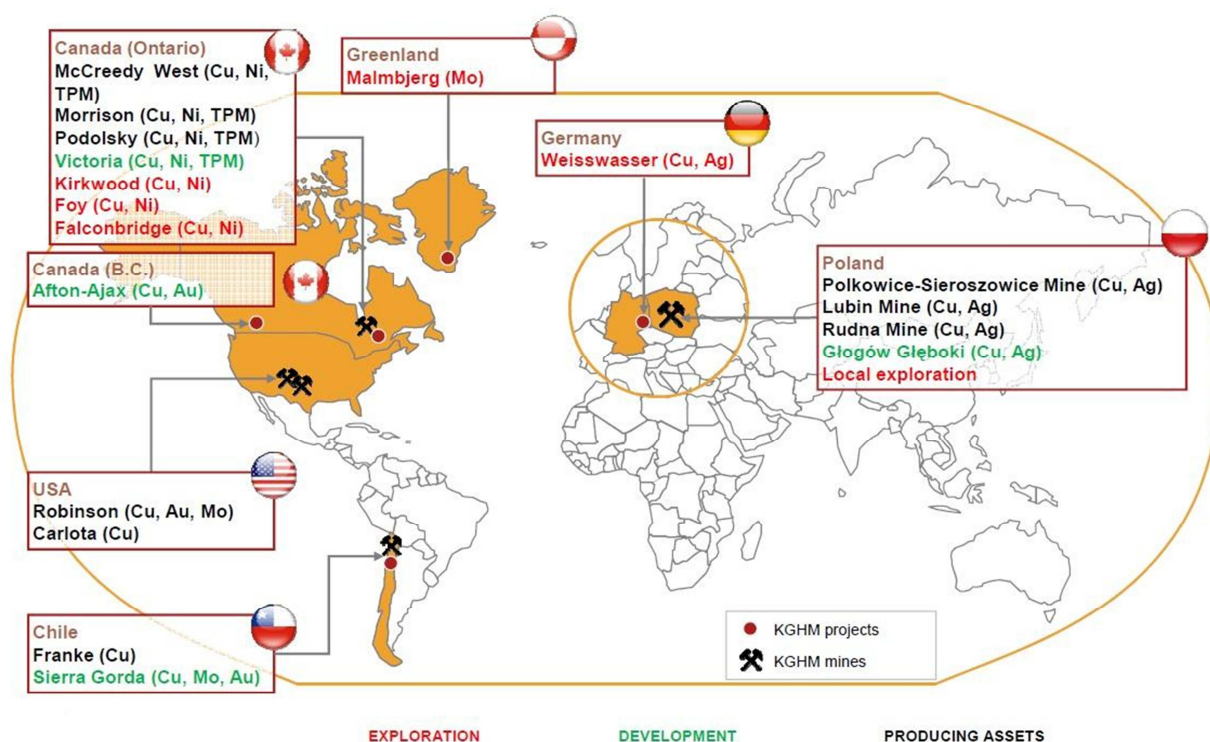 Canada (Ontario)
McCreedy West (Cu, Ni,
TPM)
Morrison (Cu, Ni, TPM)
Podolsky (Cu, Ni, TPM)
Victoria (Cu, Ni, TPM)
Kirkwood (Cu, Ni)
Foy (Cu, Ni)
Falconbridge (Cu, Ni)
Greenland
Malmbjerg (Mo)
Germany
Weisswasser (Cu, Ag)
Canada (B.C.)
Afton-Ajax (Cu, Au)
Poland
Polkowice-Sieroszowice Mine (Cu, Ag)
Lubin Mine (Cu, Ag)
Rudna Mine (Cu, Ag)
Głogów Głęboki (Cu, Ag)
Local exploration
USA
Robinson (Cu, Au, Mo)
Carlota (Cu)
Chile
Franke (Cu)
Sierra Gorda (Cu, Mo, Au)
KGHM projects
KGHM mines
EXPLORATION DEVELOPMENT PRODUCING ASSETS